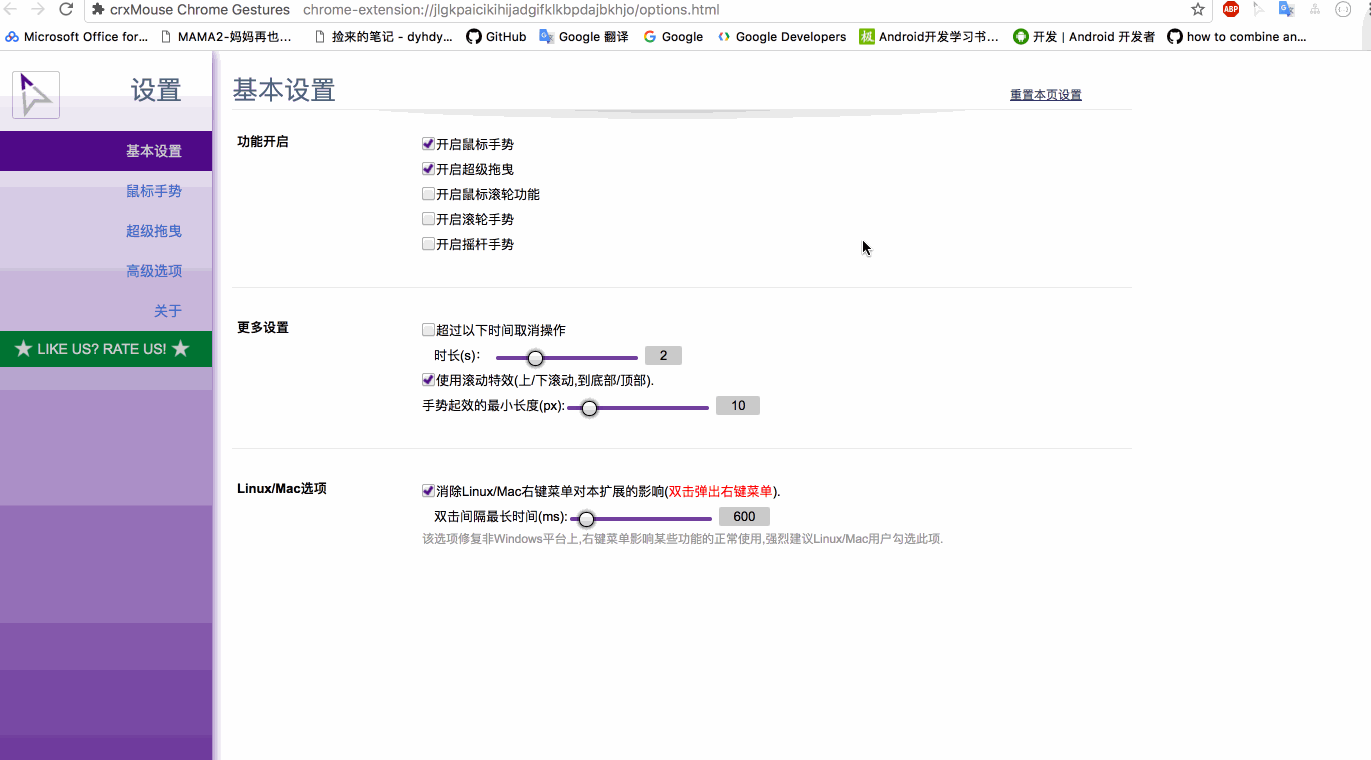 crxMouse Chrome Gestures chrome-extension://jlgkpaicikihijadgifklkbpdajbkhjo/options.html
ABP
Microsoft Office for... MAMA2-妈妈再也... 捡来的笔记 - dyhdy... GitHub Google 翻译 Google Google Developers 极 Android开发学习书... 开发 | Android 开发者 how to combine an...
设置
基本设置
鼠标手势
超级拖曳
高级选项
关于
★ LIKE US? RATE US! ★
基本设置
重置本页设置
功能开启
开启鼠标手势
开启超级拖曳
开启鼠标滚轮功能
开启滚轮手势
开启摇杆手势
更多设置
超过以下时间取消操作
时长(s): 2
使用滚动特效(上/下滚动,到底部/顶部).
手势起效的最小长度(px): 10
Linux/Mac选项
消除Linux/Mac右键菜单对本扩展的影响(双击弹出右键菜单).
双击间隔最长时间(ms): 600
该选项修复非Windows平台上,右键菜单影响某些功能的正常使用,强烈建议Linux/Mac用户勾选此项.